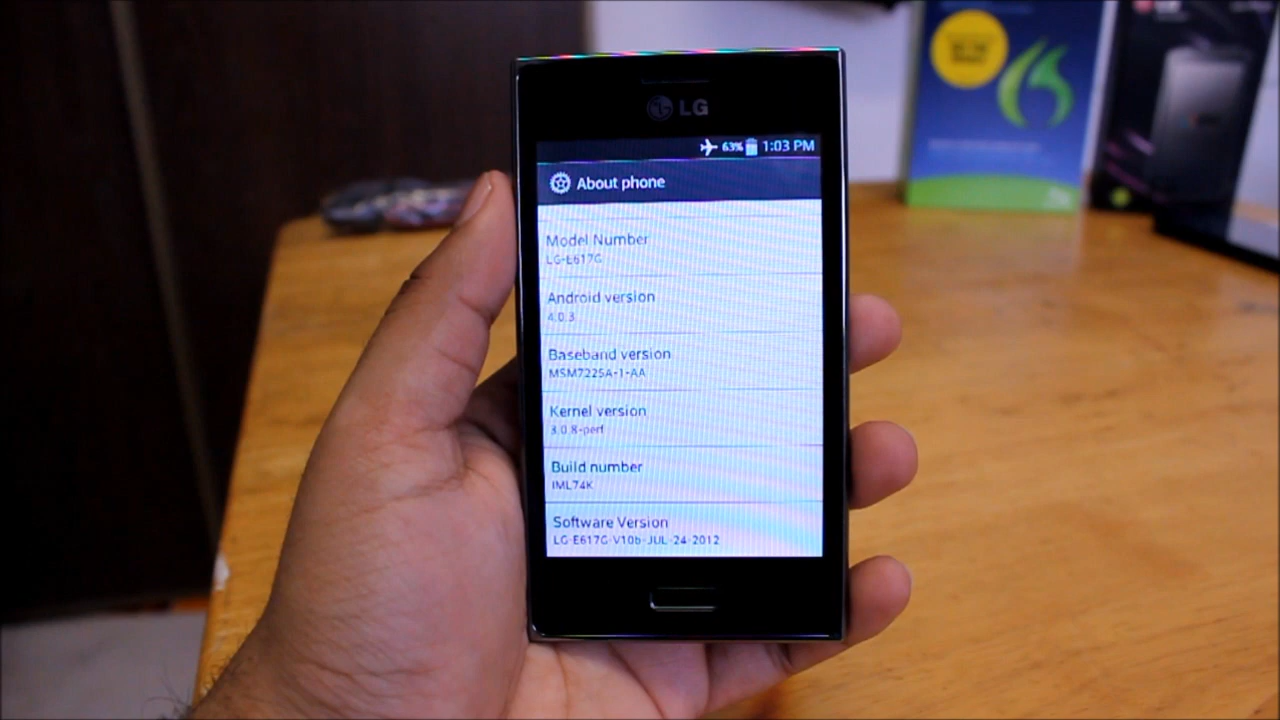 LG
63% 1:03 PM
About phone
Model Number
LG-E617G
Android version
4.0.3
Baseband version
MSM7225A-1-AA
Kernel version
3.0.8-perf
Build number
IML74K
Software Version
LG-E617G-V10b-JUL-24-2012